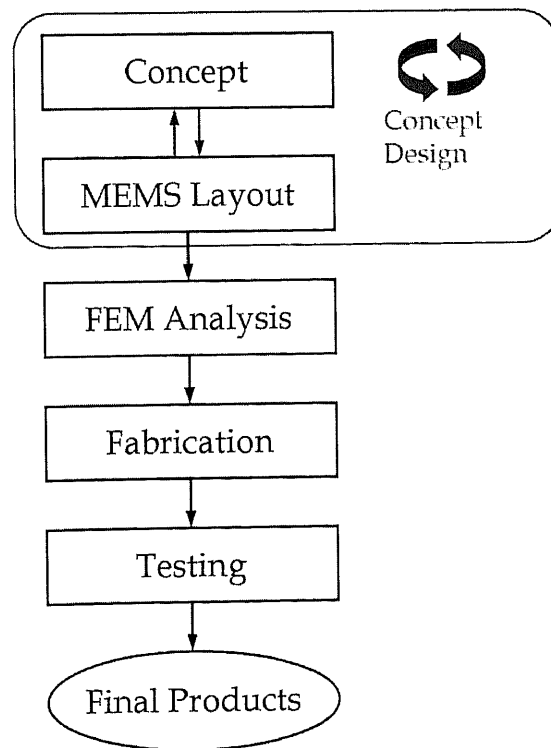 Concept
Concept
Design
MEMS Layout
FEM Analysis
Fabrication
Testing
Final Products